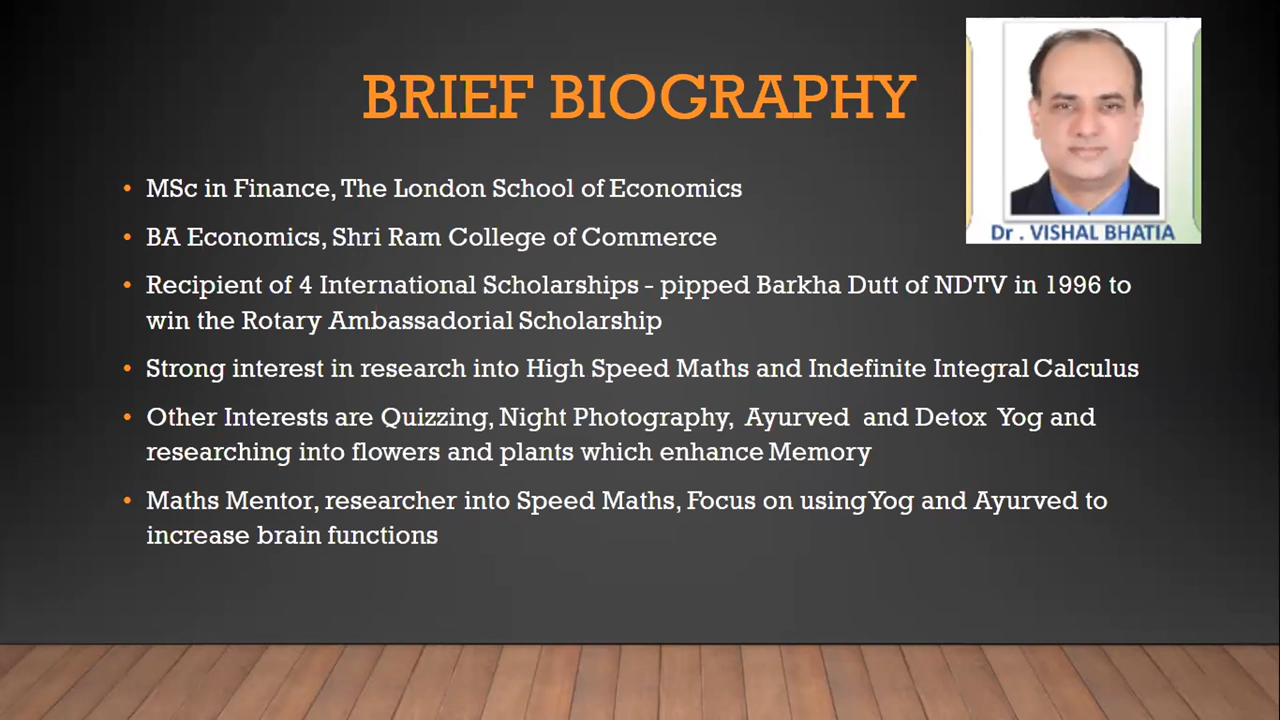 BRIEF BIOGRAPHY
Dr . VISHAL BHATIA
• MSc in Finance, The London School of Economics
• BA Economics, Shri Ram College of Commerce
• Recipient of 4 International Scholarships - pipped Barkha Dutt of NDTV in 1996 to
win the Rotary Ambassadorial Scholarship
• Strong interest in research into High Speed Maths and Indefinite Integral Calculus
• Other Interests are Quizzing, Night Photography, Ayurved and Detox Yog and
researching into flowers and plants which enhance Memory
• Maths Mentor, researcher into Speed Maths, Focus on using Yog and Ayurved to
increase brain functions